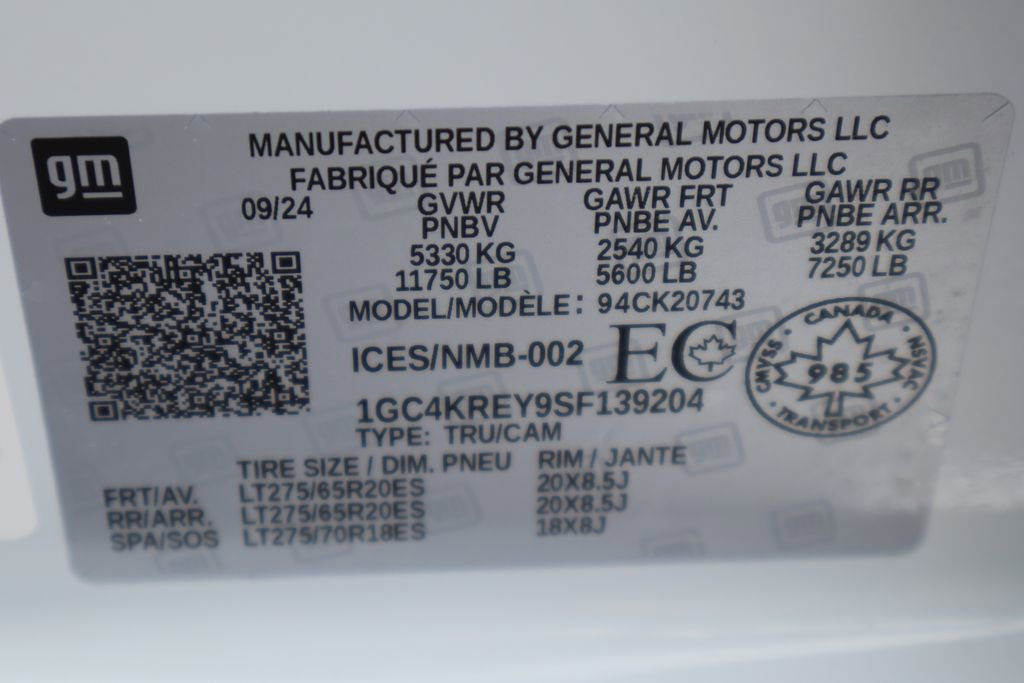 gm
MANUFACTURED BY GENERAL MOTORS LLC
FABRIQUÉ PAR GENERAL MOTORS LLC
09/24 GVWR GAWR FRT GAWR RR
PNBV PNBE AV. PNBE ARR.
5330 KG 2540 KG 3289 KG
11750 LB 5600 LB 7250 LB
MODEL/MODÈLE: 94CK20743
ICES/NMB-002 EC
CANADA
CMVSS 985 NSVAC
TRANSPORT
1GC4KREY9SF139204
TYPE: TRU/CAM
TIRE SIZE / DIM. PNEU RIM / JANTE
FRT/AV. LT275/65R20ES 20X8.5J
RR/ARR. LT275/65R20ES 20X8.5J
SPA/SOS LT275/70R18ES 18X8J